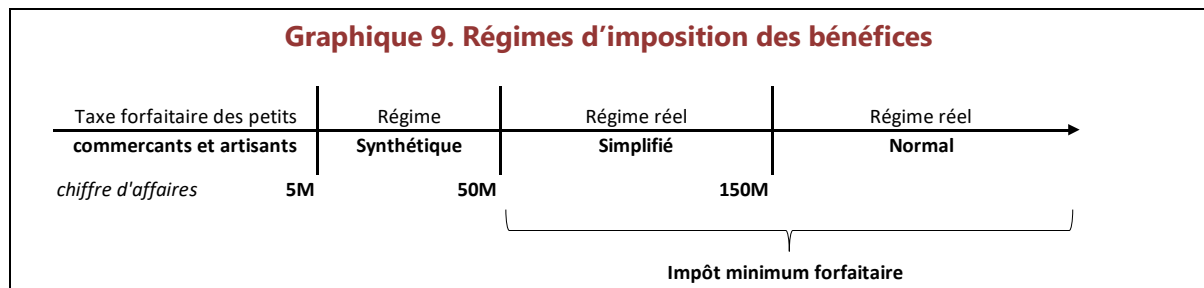 Graphique 9. Régimes d’imposition des bénéfices
Taxe forfaitaire des petits Régime Régime réel Régime réel
commercants et artisants Synthétique Simplifié Normal
chiffre d'affaires 5M 50M 150M
Impôt minimum forfaitaire